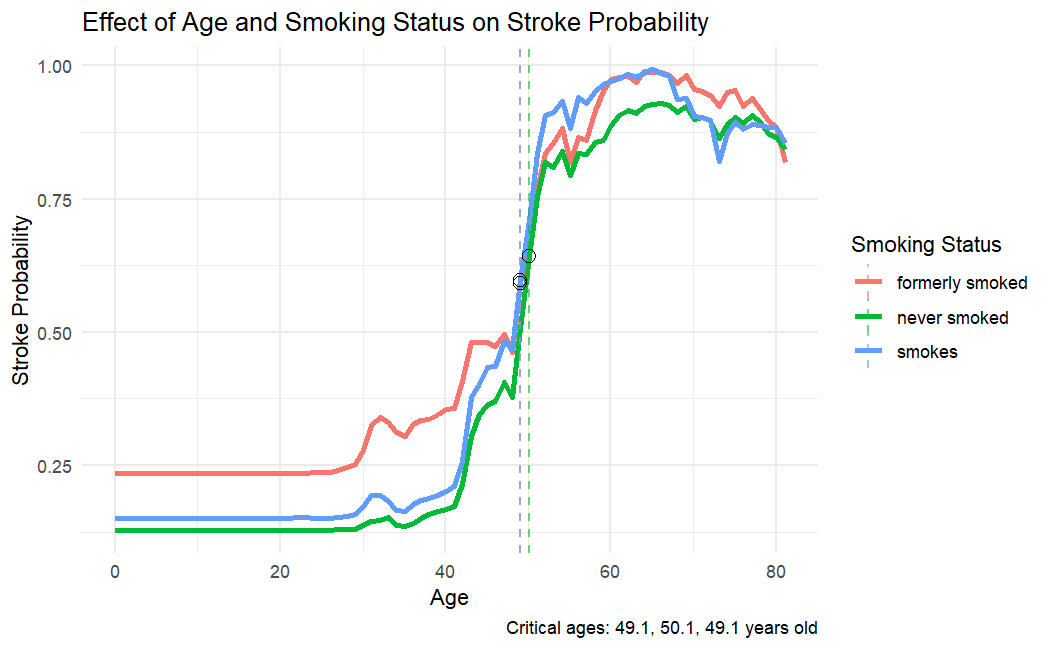 Effect of Age and Smoking Status on Stroke Probability
1.00
0.75
0.50
0.25
Stroke Probability
0 20 40 60 80
Age
Smoking Status
formerly smoked
never smoked
smokes
Critical ages: 49.1, 50.1, 49.1 years old